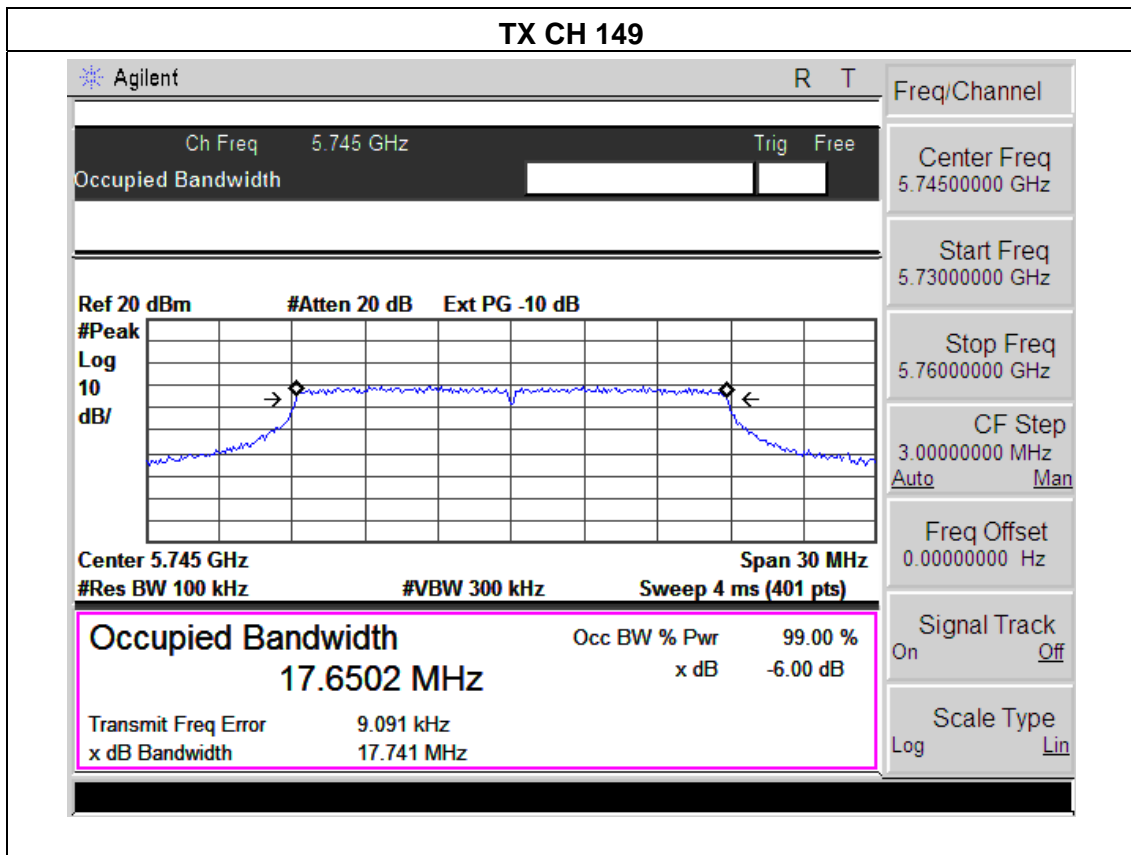 TX CH 149
Agilent R T
Freq/Channel
Ch Freq 5.745 GHz Trig Free
Occupied Bandwidth
Center Freq
5.74500000 GHz
Start Freq
5.73000000 GHz
Stop Freq
5.76000000 GHz
CF Step
3.00000000 MHz
Auto Man
Freq Offset
0.00000000 Hz
Signal Track
On Off
Scale Type
Log Lin
Ref 20 dBm #Atten 20 dB Ext PG -10 dB
#Peak
Log
10
dB/
Center 5.745 GHz Span 30 MHz
#Res BW 100 kHz #VBW 300 kHz Sweep 4 ms (401 pts)
Occupied Bandwidth Occ BW % Pwr 99.00 %
17.6502 MHz x dB -6.00 dB
Transmit Freq Error 9.091 kHz
x dB Bandwidth 17.741 MHz